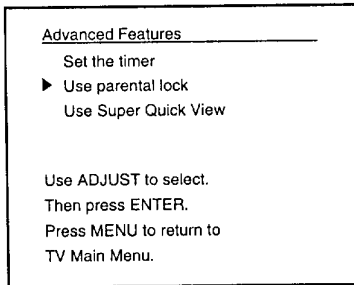 Advanced Features
Set the timer
Use parental lock
Use Super Quick View
Use ADJUST to select.
Then press ENTER.
Press MENU to return to
TV Main Menu.